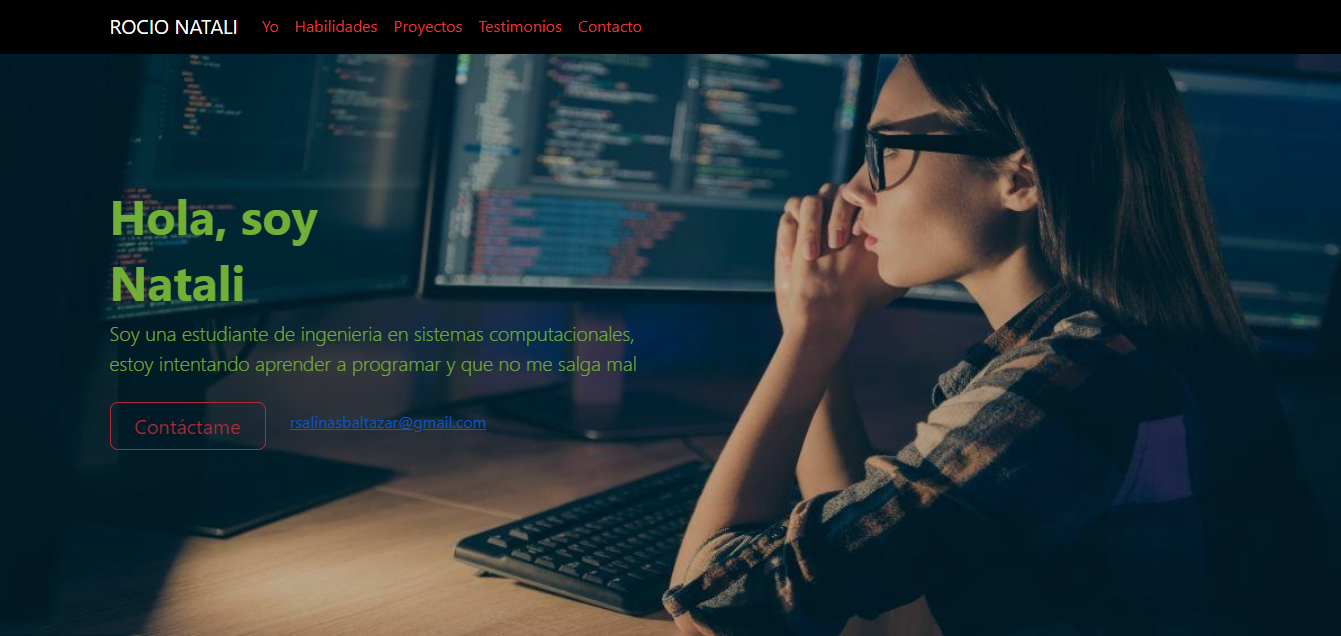 ROCIO NATALI Yo Habilidades Proyectos Testimonios Contacto
Hola, soy
Natali
Soy una estudiante de ingenieria en sistemas computacionales,
estoy intentando aprender a programar y que no me salga mal
Contáctame rsalinasbaltazar@gmail.com